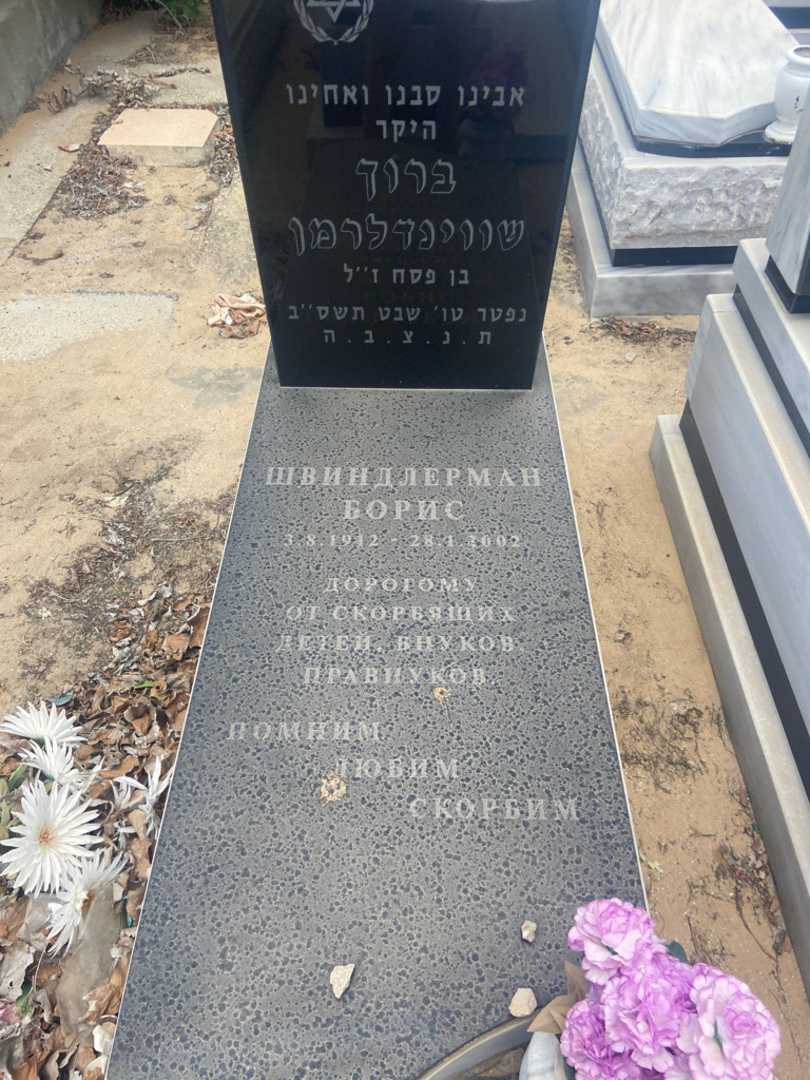 אבינו סבנו ואחינו
היקר
ברוך
שווינדלרמן
בן פסח ז''ל
נפטר טו' שבט תשס''ב
ת.נ.צ.ב.ה
ШВИНДЛЕРМАН
БОРИС
3.8.1912 - 28.1.2002
ДОРОГОМУ
ОТ СКОРБЯЩИХ
ДЕТЕЙ, ВНУКОВ,
ПРАВНУКОВ.
ПОМНИМ
ЛЮБИМ
СКОРБИМ